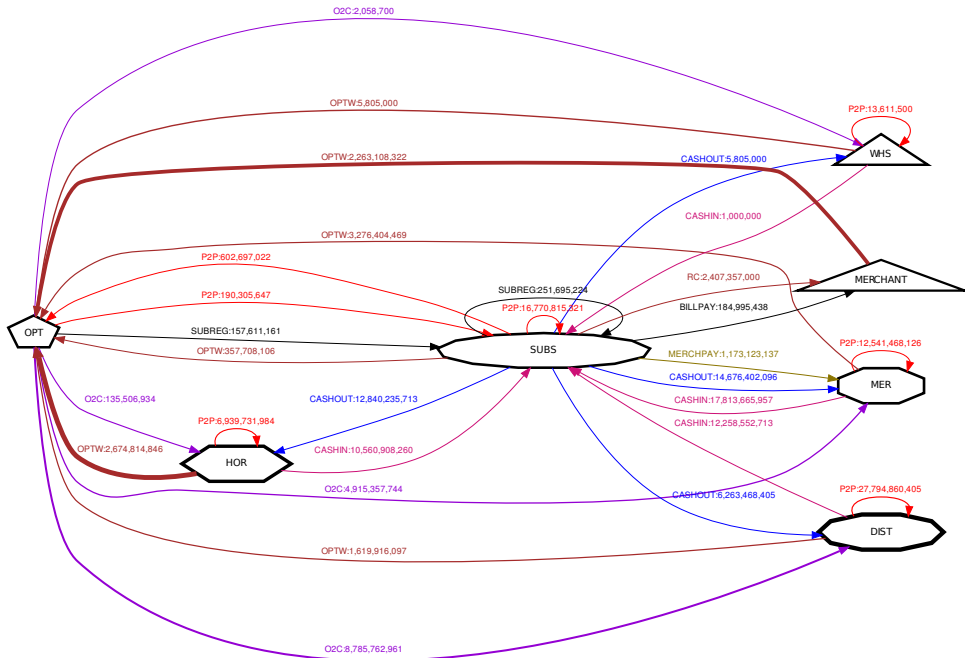 O2C:2,058,700
OPTW:5,805,000
P2P:13,611,500
WHS
OPTW:2,263,108,322
CASHOUT:5,805,000
CASHIN:1,000,000
OPTW:3,276,404,469
P2P:602,697,022
RC:2,407,357,000
MERCHANT
SUBREG:251,695,224
P2P:190,305,647
P2P:16,770,815,321
BILLPAY:184,995,438
OPT
SUBREG:157,611,161
SUBS
OPTW:357,708,106
MERCHPAY:1,173,123,137
P2P:12,541,468,126
CASHOUT:14,676,402,096
MER
O2C:135,506,934
CASHOUT:12,840,235,713
CASHIN:17,813,665,957
P2P:6,939,731,984
CASHIN:12,258,552,713
OPTW:2,674,814,846
CASHIN:10,560,908,260
HOR
O2C:4,915,357,744
CASHOUT:6,263,468,405
P2P:27,794,860,405
DIST
OPTW:1,619,916,097
O2C:8,785,762,961